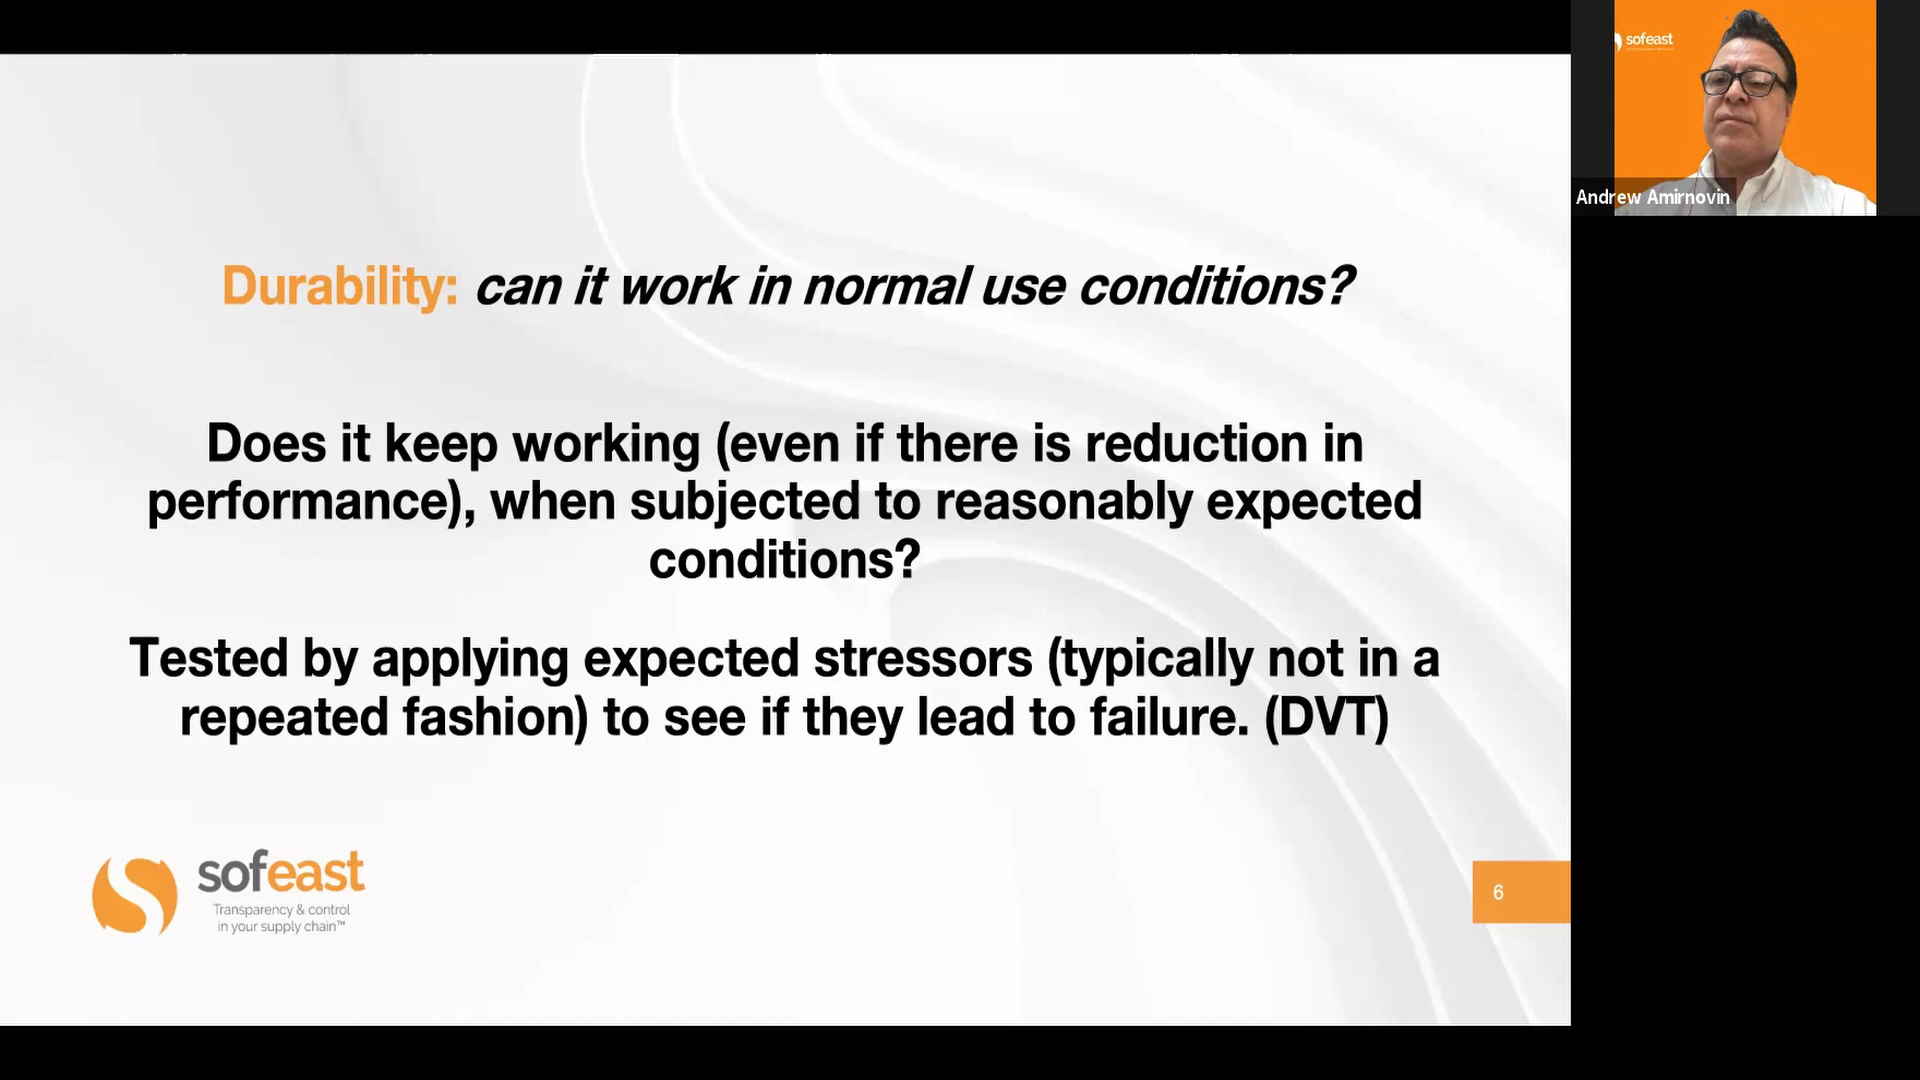 sofeast
Andrew Amirnovin
Durability: can it work in normal use conditions?
Does it keep working (even if there is reduction in
performance), when subjected to reasonably expected
conditions?
Tested by applying expected stressors (typically not in a
repeated fashion) to see if they lead to failure. (DVT)
sofeast
Transparency & control
in your supply chain™
6